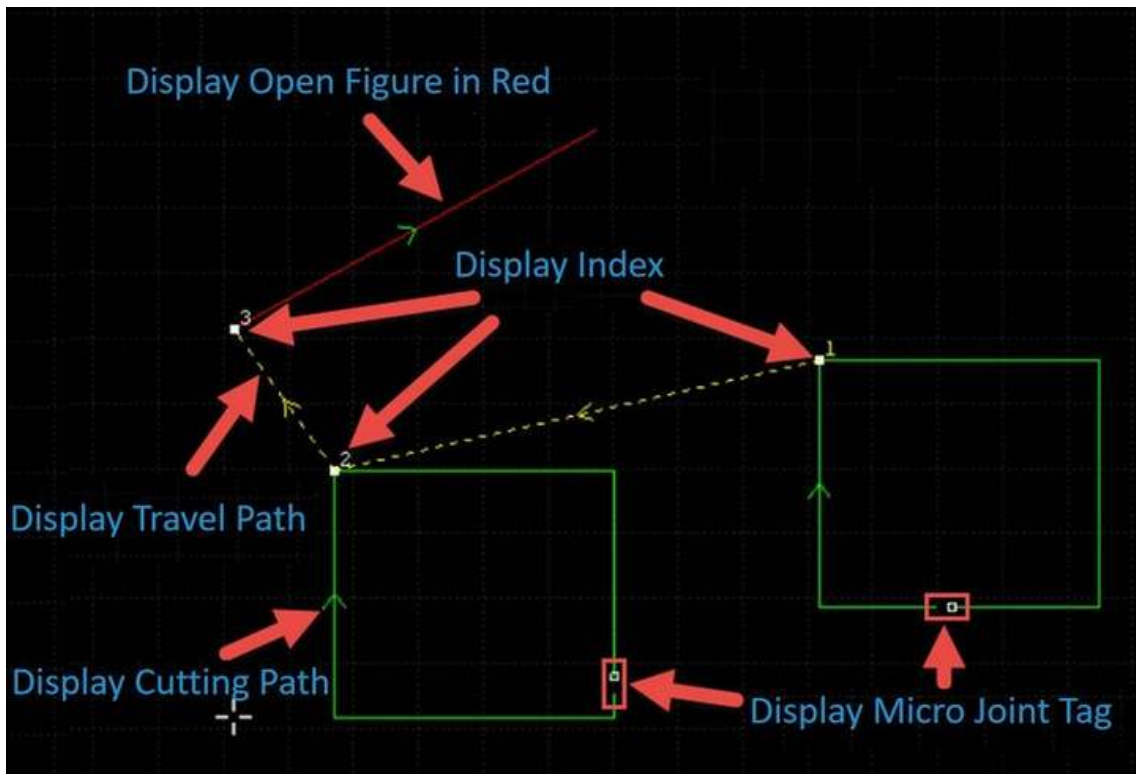 Display Open Figure in Red
Display Index
3
1
2
Display Travel Path
Display Cutting Path
Display Micro Joint Tag